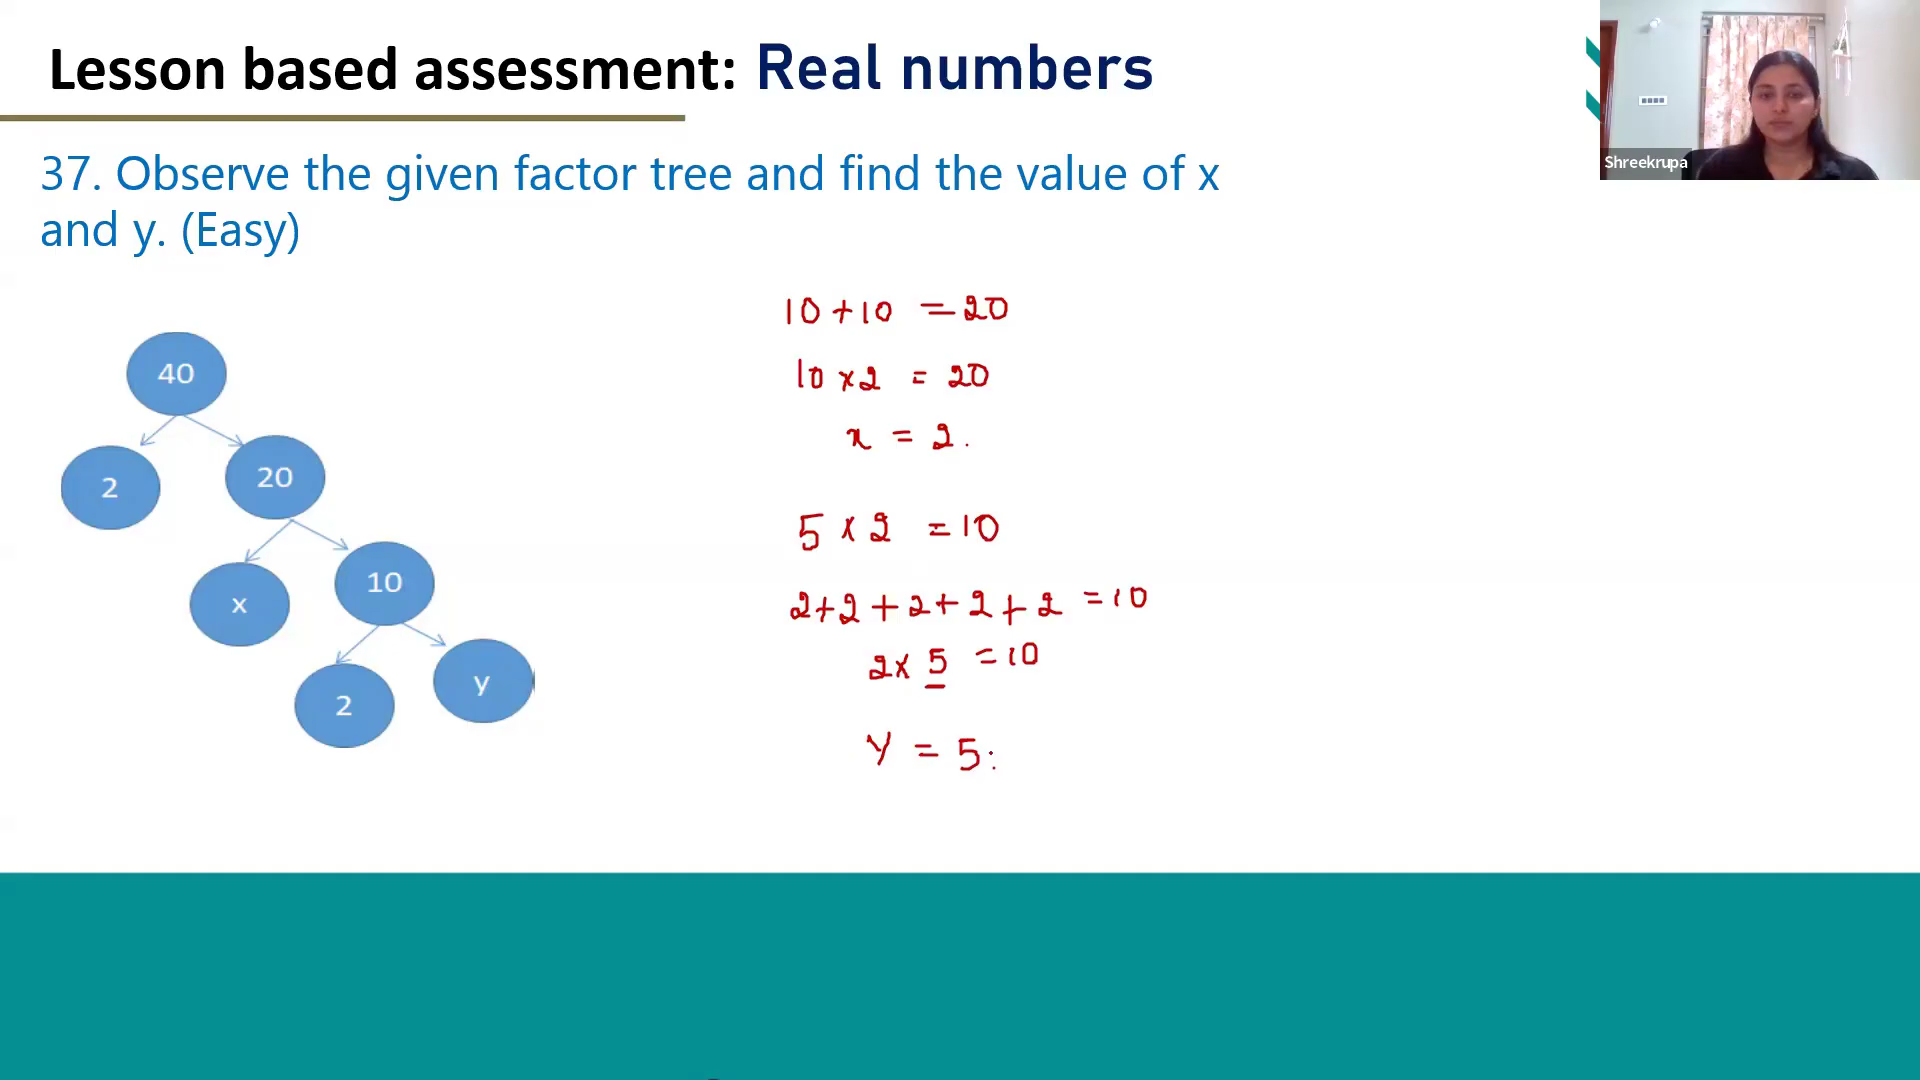 Lesson based assessment: Real numbers
Shreekrupa
37. Observe the given factor tree and find the value of x
and y. (Easy)
40
2
20
x
10
2
y
10 + 10 = 20
10 x 2 = 20
x = 2.
5 x 2 = 10
2+2+2+2+2 = 10
2x 5 = 10
Y = 5: